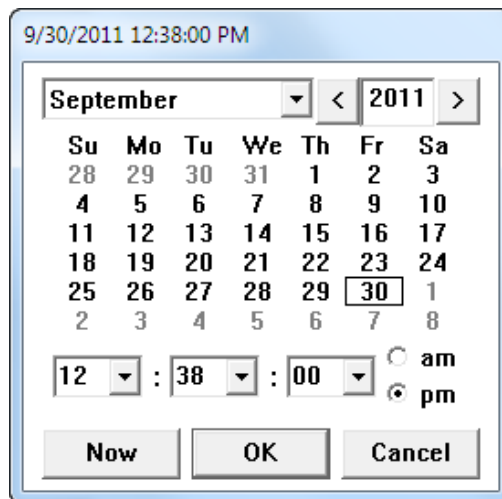 9/30/2011 12:38:00 PM
September < 2011 >
Su Mo Tu We Th Fr Sa
28 29 30 31 1 2 3
4 5 6 7 8 9 10
11 12 13 14 15 16 17
18 19 20 21 22 23 24
25 26 27 28 29 30 1
2 3 4 5 6 7 8
12 : 38 : 00 am
pm
Now OK Cancel